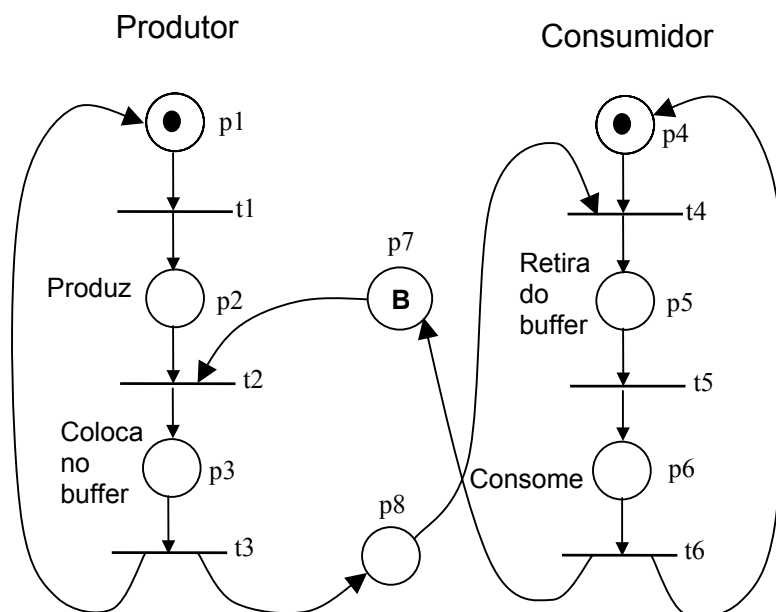 Produtor
Consumidor
p1
p4
t1
t4
p7
Produz
p2
B
Retira
do
buffer
p5
t2
t5
Coloca
no
buffer
p3
Consome
p6
p8
t3
t6